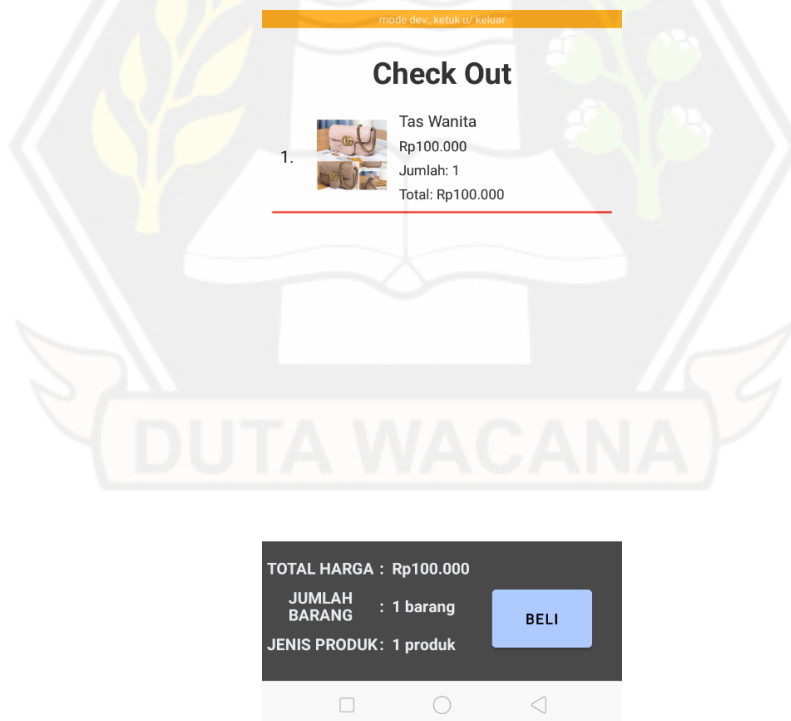 mode dev., ketuk u/ keluar
Check Out
1.
Tas Wanita
Rp100.000
Jumlah: 1
Total: Rp100.000
DUTA WACANA
TOTAL HARGA : Rp100.000
JUMLAH
BARANG : 1 barang
JENIS PRODUK : 1 produk
BELI